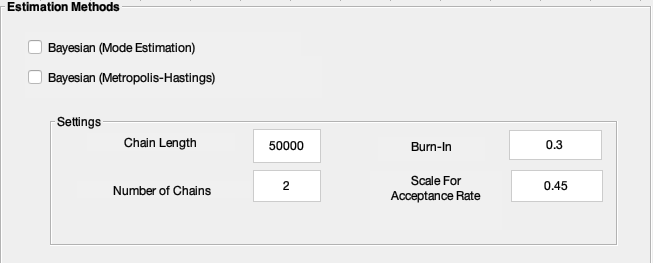 Estimation Methods
Bayesian (Mode Estimation)
Bayesian (Metropolis-Hastings)
Settings
Chain Length 50000 Burn-In 0.3
Number of Chains 2 Scale For
Acceptance Rate 0.45